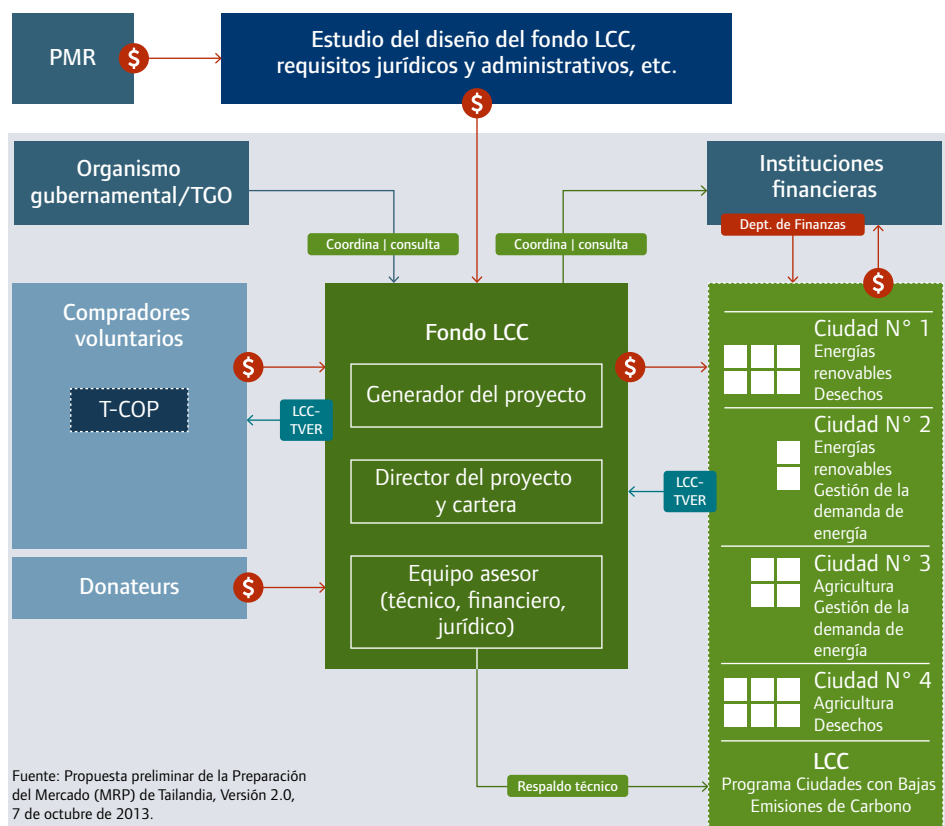 PMR
$
Estudio del diseño del fondo LCC,
requisitos jurídicos y administrativos, etc.
$
Organismo
gubernamental/TGO
Instituciones
financieras
Dept. de Finanzas
Coordina | consulta
Coordina | consulta
$
Compradores
voluntarios
T-COP
$
LCC-
TVER
Donateurs
$
Fondo LCC
Generador del proyecto
Director del proyecto
y cartera
Equipo asesor
(técnico, financiero,
jurídico)
$
LCC-
TVER
Ciudad N° 1
Energías
renovables
Desechos
Ciudad N° 2
Energías
renovables
Gestión de la
demanda de
energía
Ciudad N° 3
Agricultura
Gestión de la
demanda de
energía
Ciudad N° 4
Agricultura
Desechos
LCC
Programa Ciudades con Bajas
Emisiones de Carbono
Respaldo técnico
Fuente: Propuesta preliminar de la Preparación
del Mercado (MRP) de Tailandia, Versión 2.0,
7 de octubre de 2013.